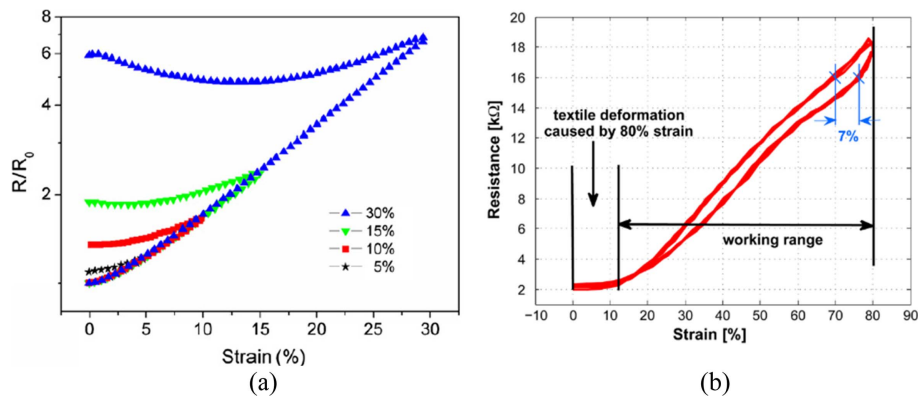 (a)
R/R0
8
6
4
2
30%
15%
10%
5%
0 5 10 15 20 25 30
Strain (%)
(b)
Resistance [kΩ]
20
18
16
14
12
10
8
6
4
2
textile deformation
caused by 80% strain
7%
working range
−10 0 10 20 30 40 50 60 70 80 90
Strain [%]
(a)
(b)